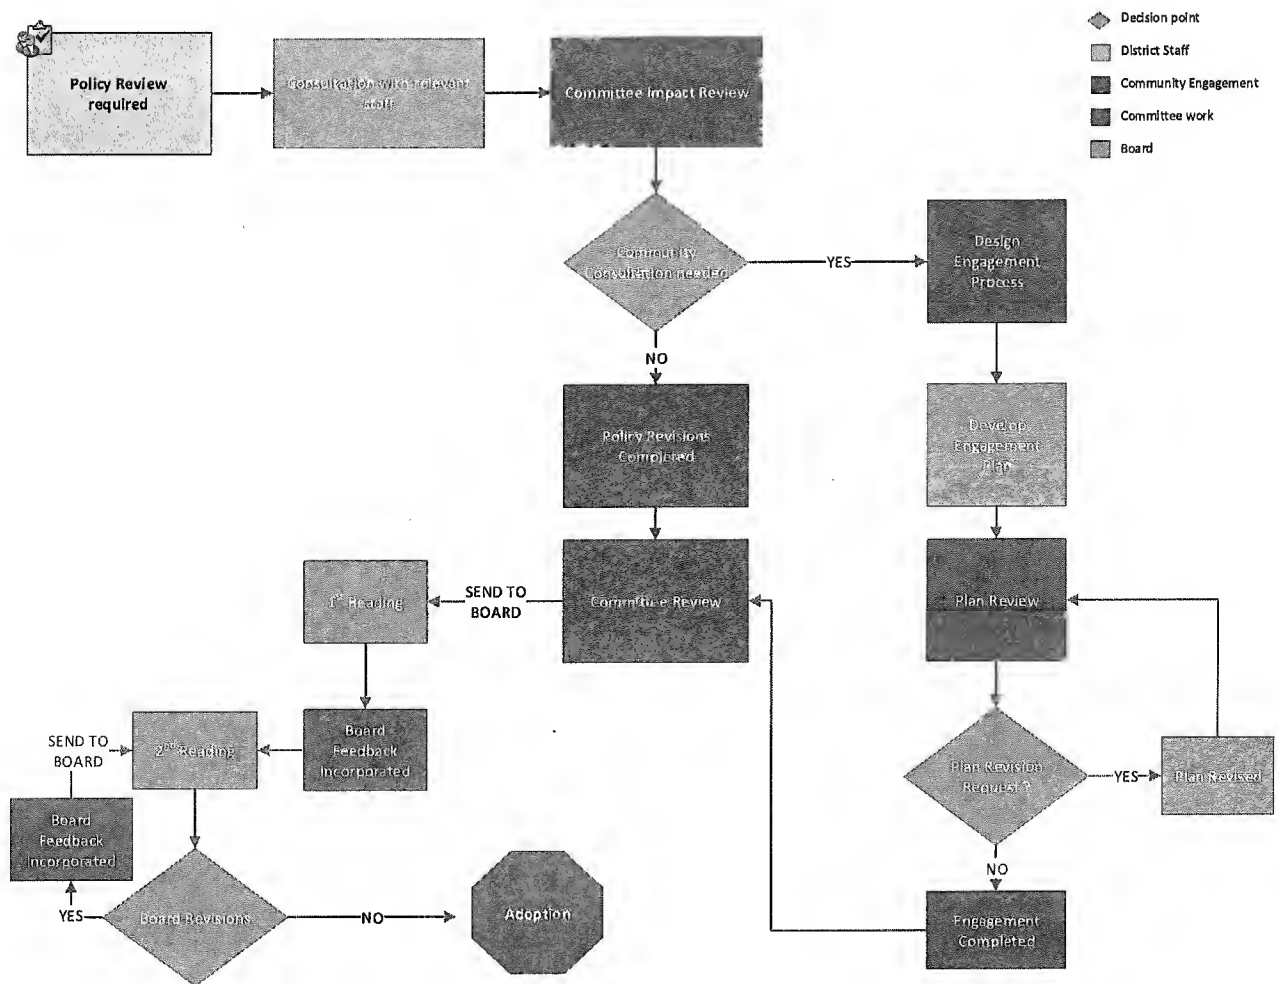 Decision point
District Staff
Community Engagement
Committee work
Board
Policy Review
required
Consultation with relevant
staff
Committee Impact Review
Community
Consultation needed
YES
Design
Engagement
Process
NO
Policy Revisions
Completed
Develop
Engagement
Plan
1st Reading
SEND TO
BOARD
Committee Review
Plan Review
SEND TO
BOARD
2nd Reading
Board
Feedback
Incorporated
Plan Revision
Request?
YES
Plan Revised
Board
Feedback
Incorporated
NO
YES
Board Revisions
NO
Adoption
Engagement
Completed